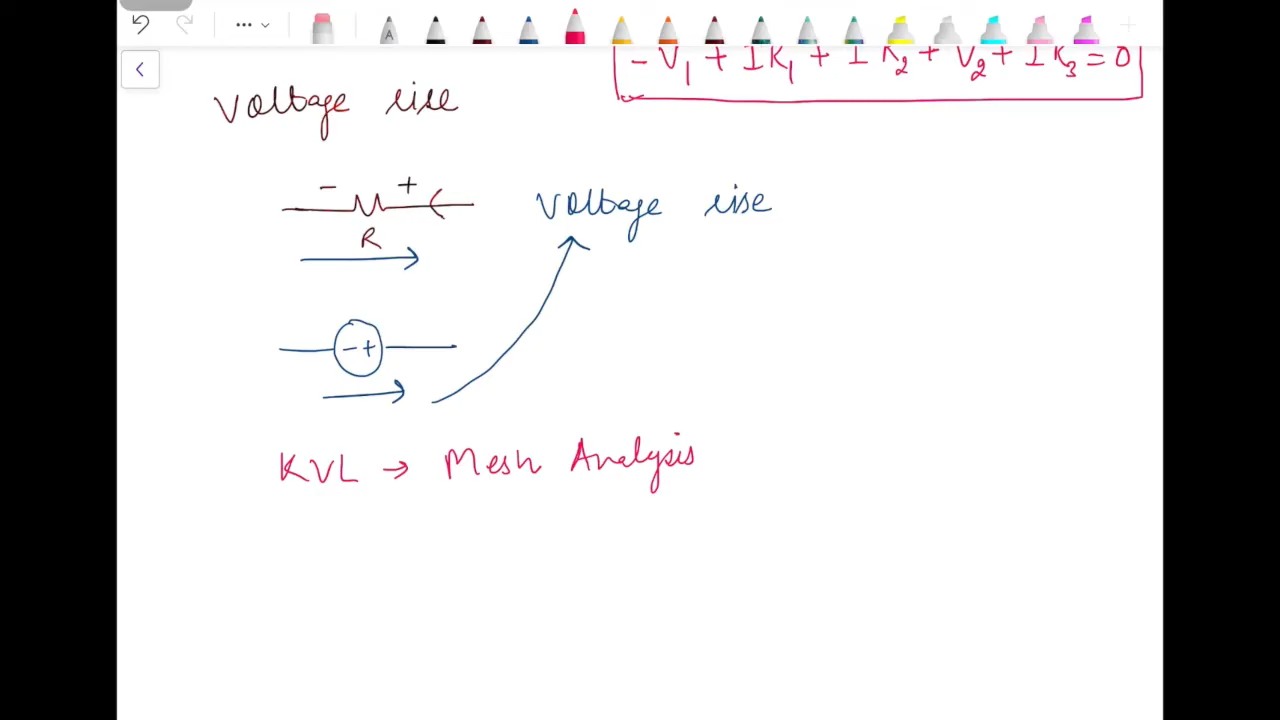 - V₁ + IR₁ + IR₂ + V₂ + IR₃ = 0
voltage rise
- +
voltage rise
R
- +
KVL → Mesh Analysis